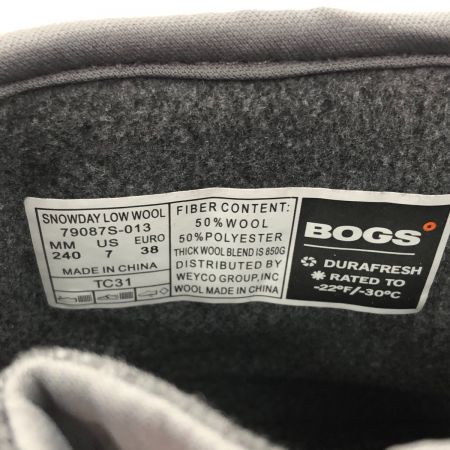 SNOWDAY LOW WOOL
79087S-013
MM US EURO
240 7 38
MADE IN CHINA
TC31
FIBER CONTENT:
50% WOOL
50% POLYESTER
THICK WOOL BLEND IS 850G
DISTRIBUTED BY
WEYCO GROUP, INC
WOOL MADE IN CHINA
BOGS
DURAFRESH
RATED TO
-22°F/-30°C